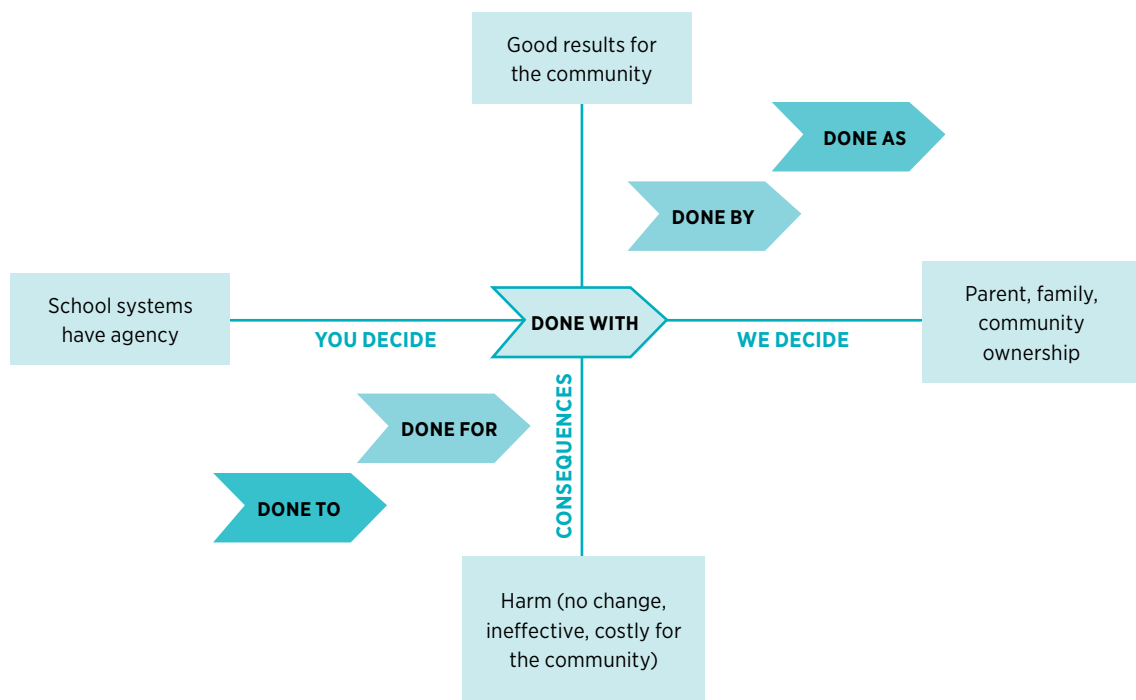 Good results for
the community
DONE AS
DONE BY
School systems
have agency
YOU DECIDE
DONE WITH
WE DECIDE
Parent, family,
community
ownership
CONSEQUENCES
DONE FOR
DONE TO
Harm (no change,
ineffective, costly for
the community)